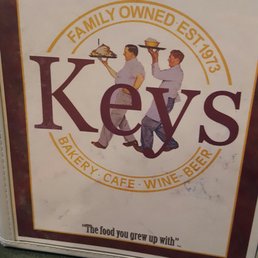 FAMILY OWNED EST 1973
Keys
BAKERY · CAFE · WINE · BEER
"The food you grew up with"